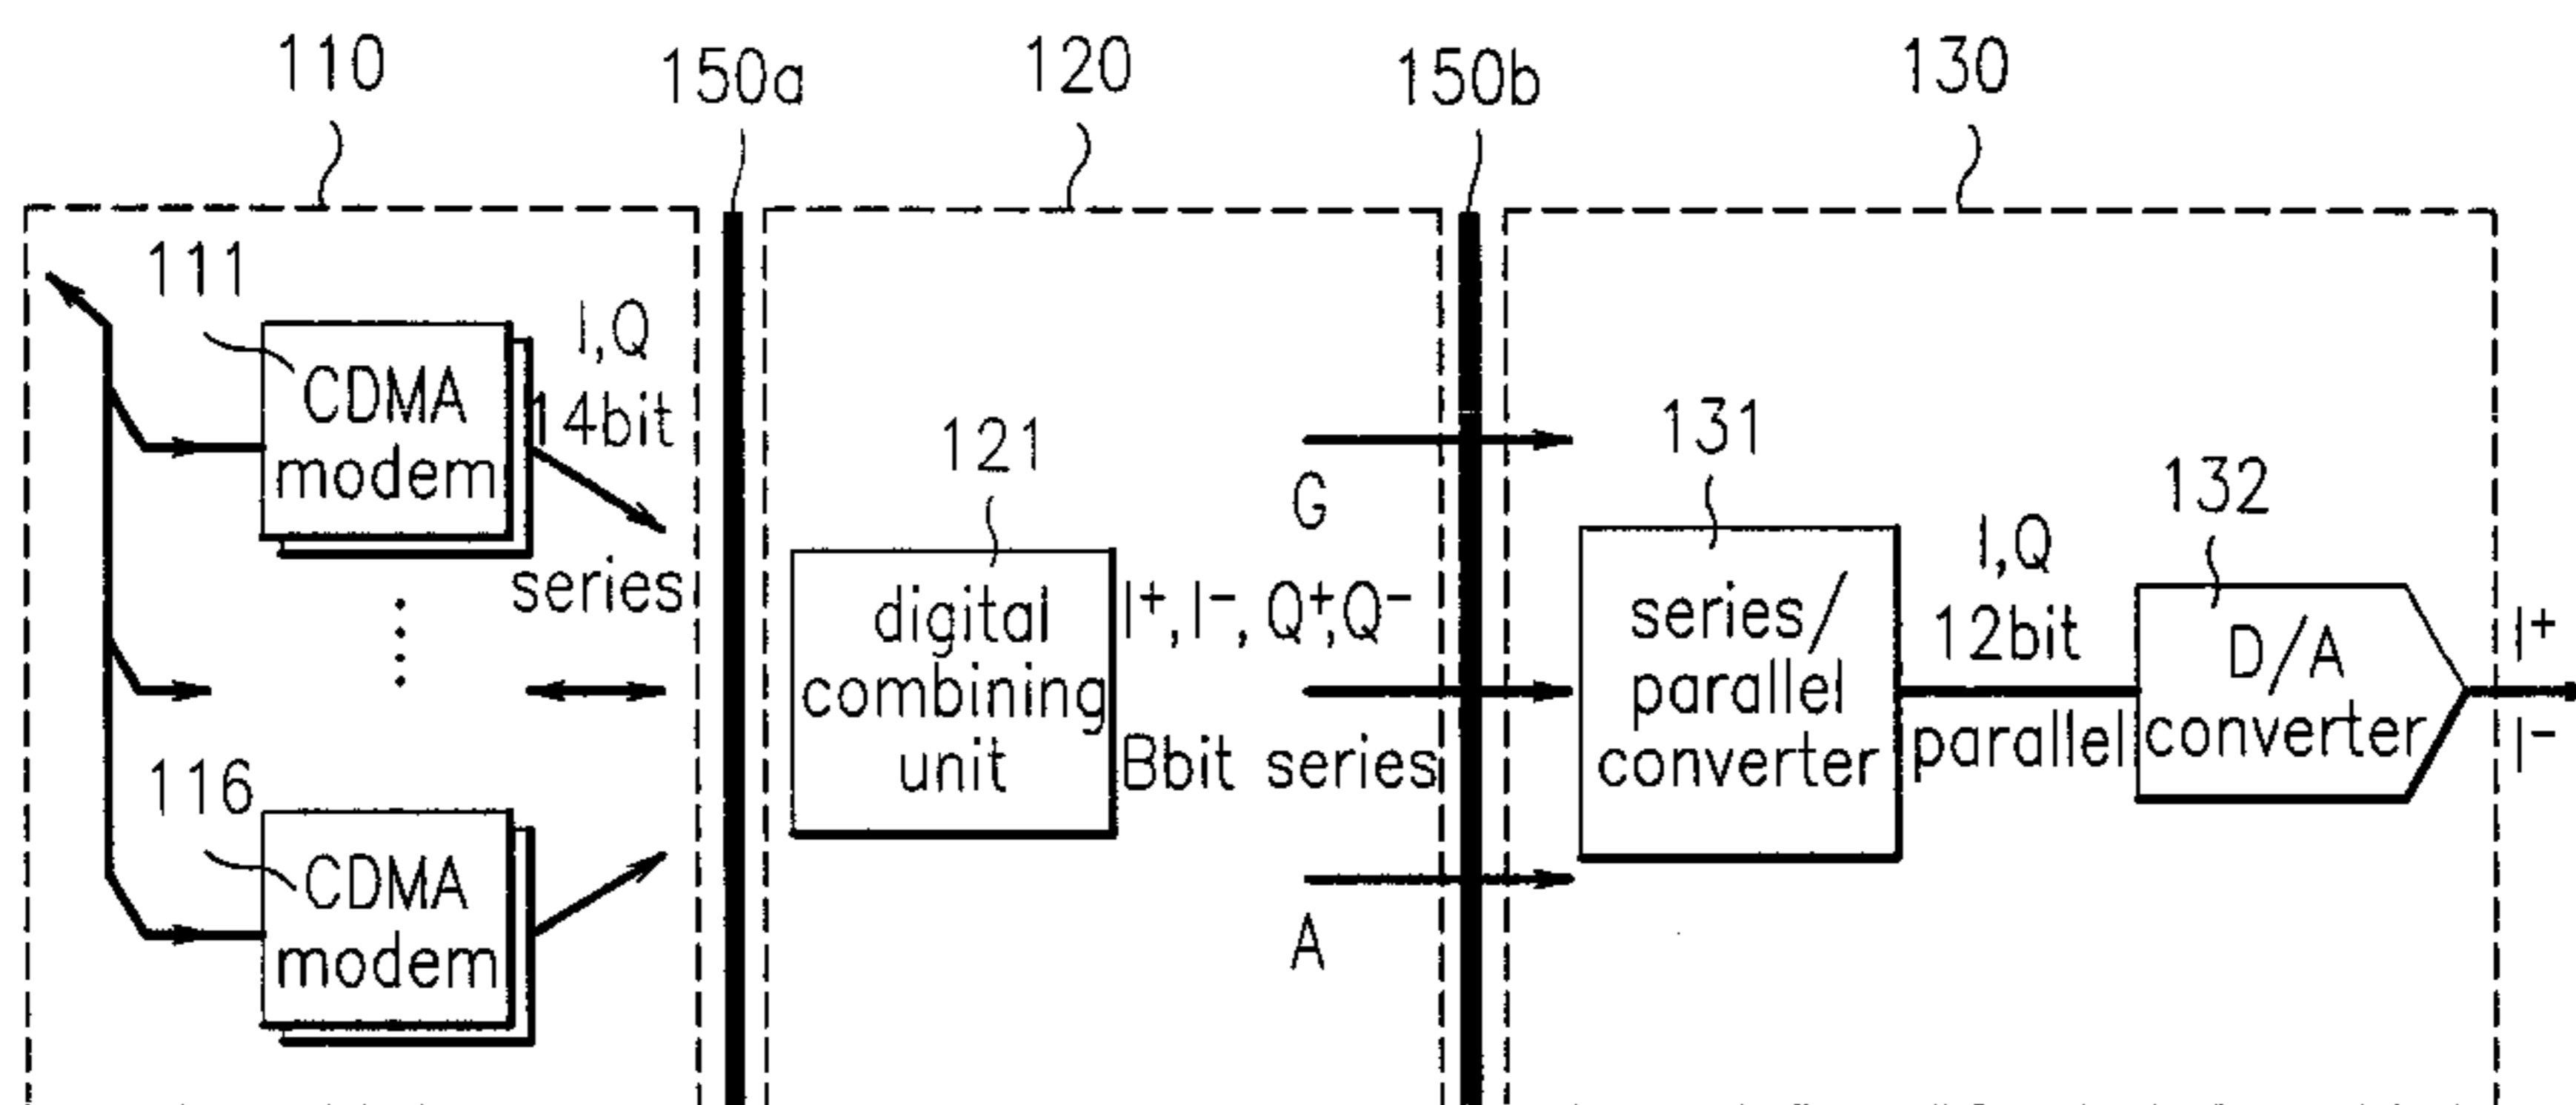 110
150a
120
150b
130
111
CDMA
modem
I,Q
14bit
series
116
CDMA
modem
121
digital
combining
unit
G
I+,I-, Q+,Q-
Bbit series
A
131
series/
parallel
converter
I,Q
12bit
parallel
132
D/A
converter
I+
I-